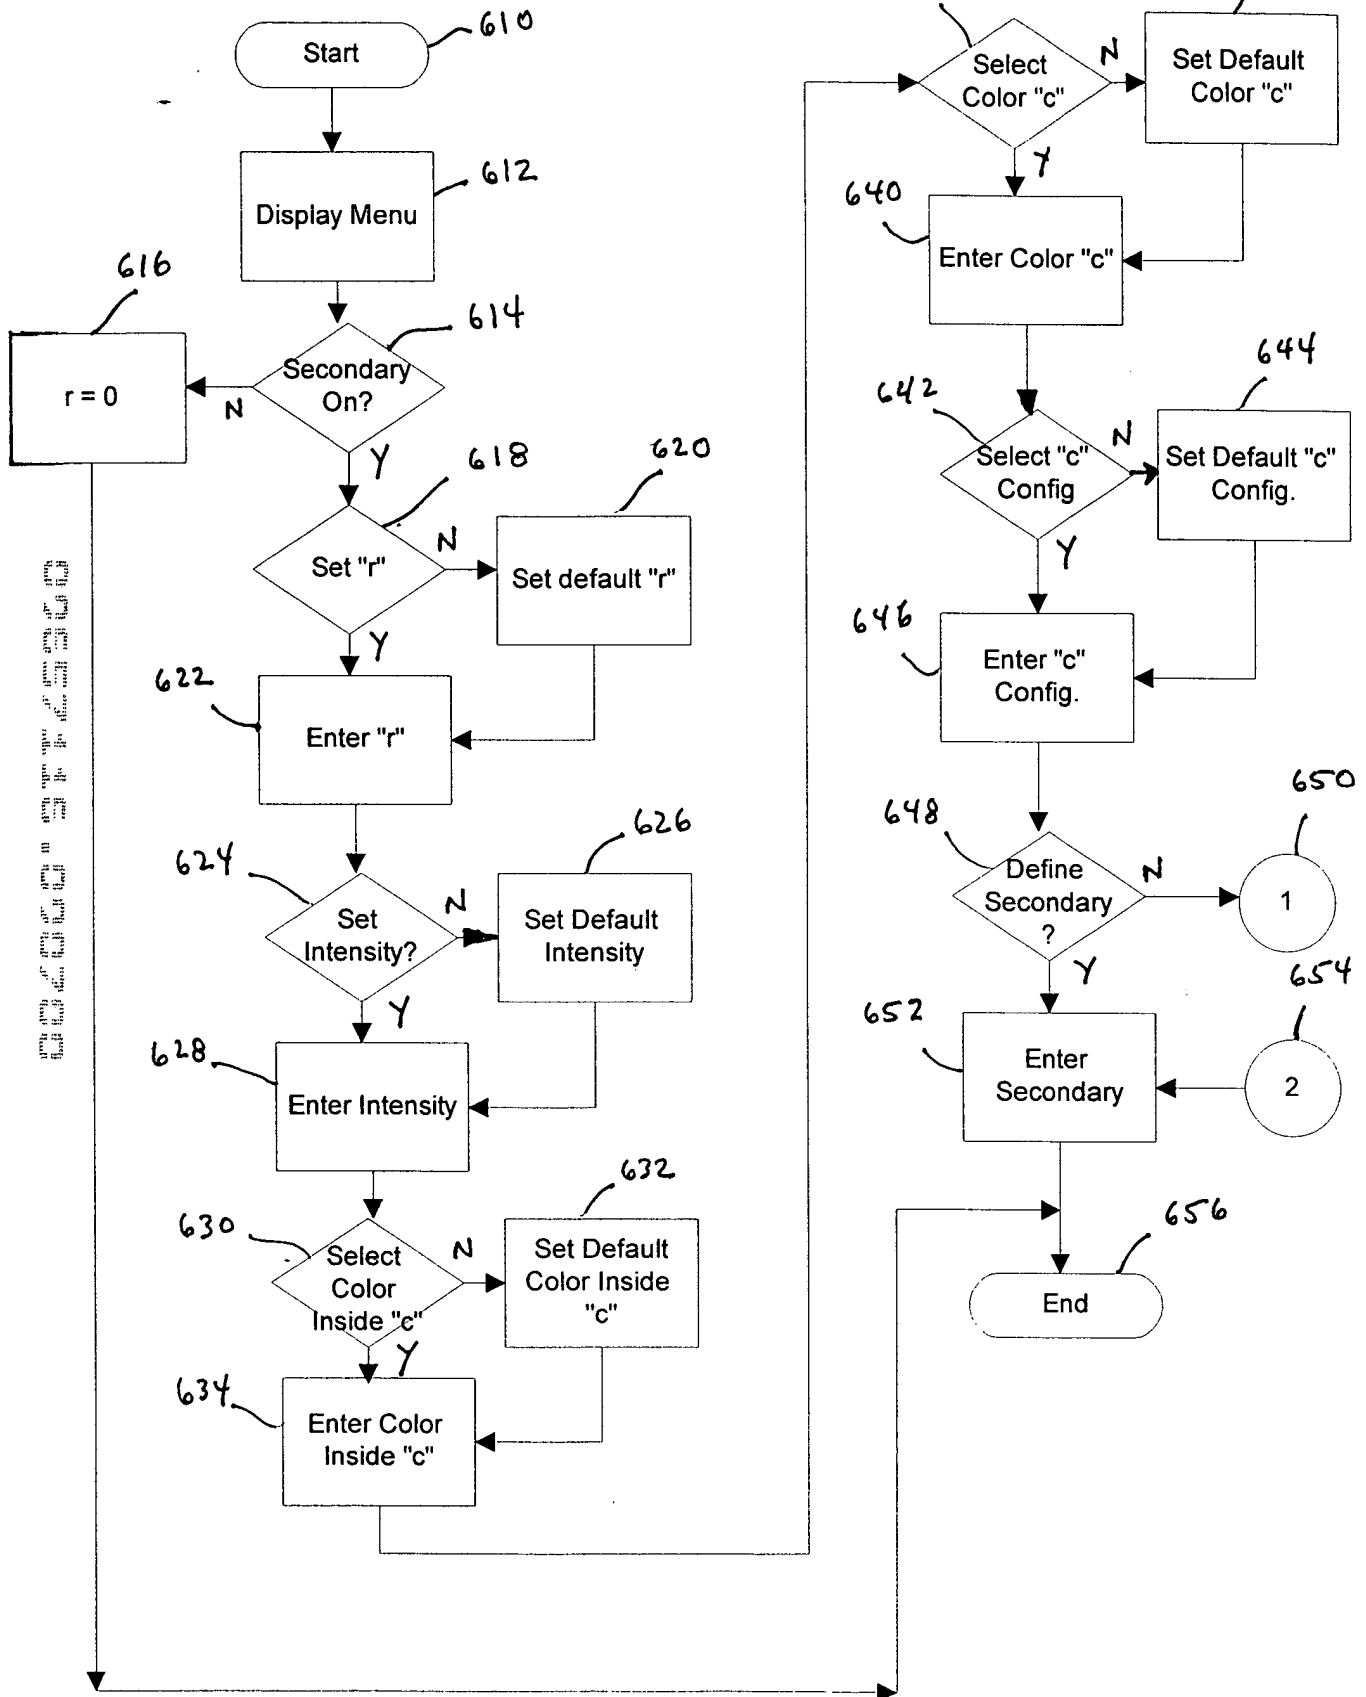 610
Start
612
Display Menu
616
614
r = 0
N
Secondary
On?
Y
618
620
Set "r"
N
Set default "r"
Y
622
Enter "r"
624
626
Set
Intensity?
N
Set Default
Intensity
Y
628
Enter Intensity
632
630
Select
Color
Inside "c"
N
Set Default
Color Inside
"c"
Y
634
Enter Color
Inside "c"
Select
Color "c"
N
Set Default
Color "c"
Y
640
Enter Color "c"
642
644
Select "c"
Config
N
Set Default "c"
Config.
Y
646
Enter "c"
Config.
648
650
Define
Secondary
?
N
1
Y
654
652
Enter
Secondary
2
656
End